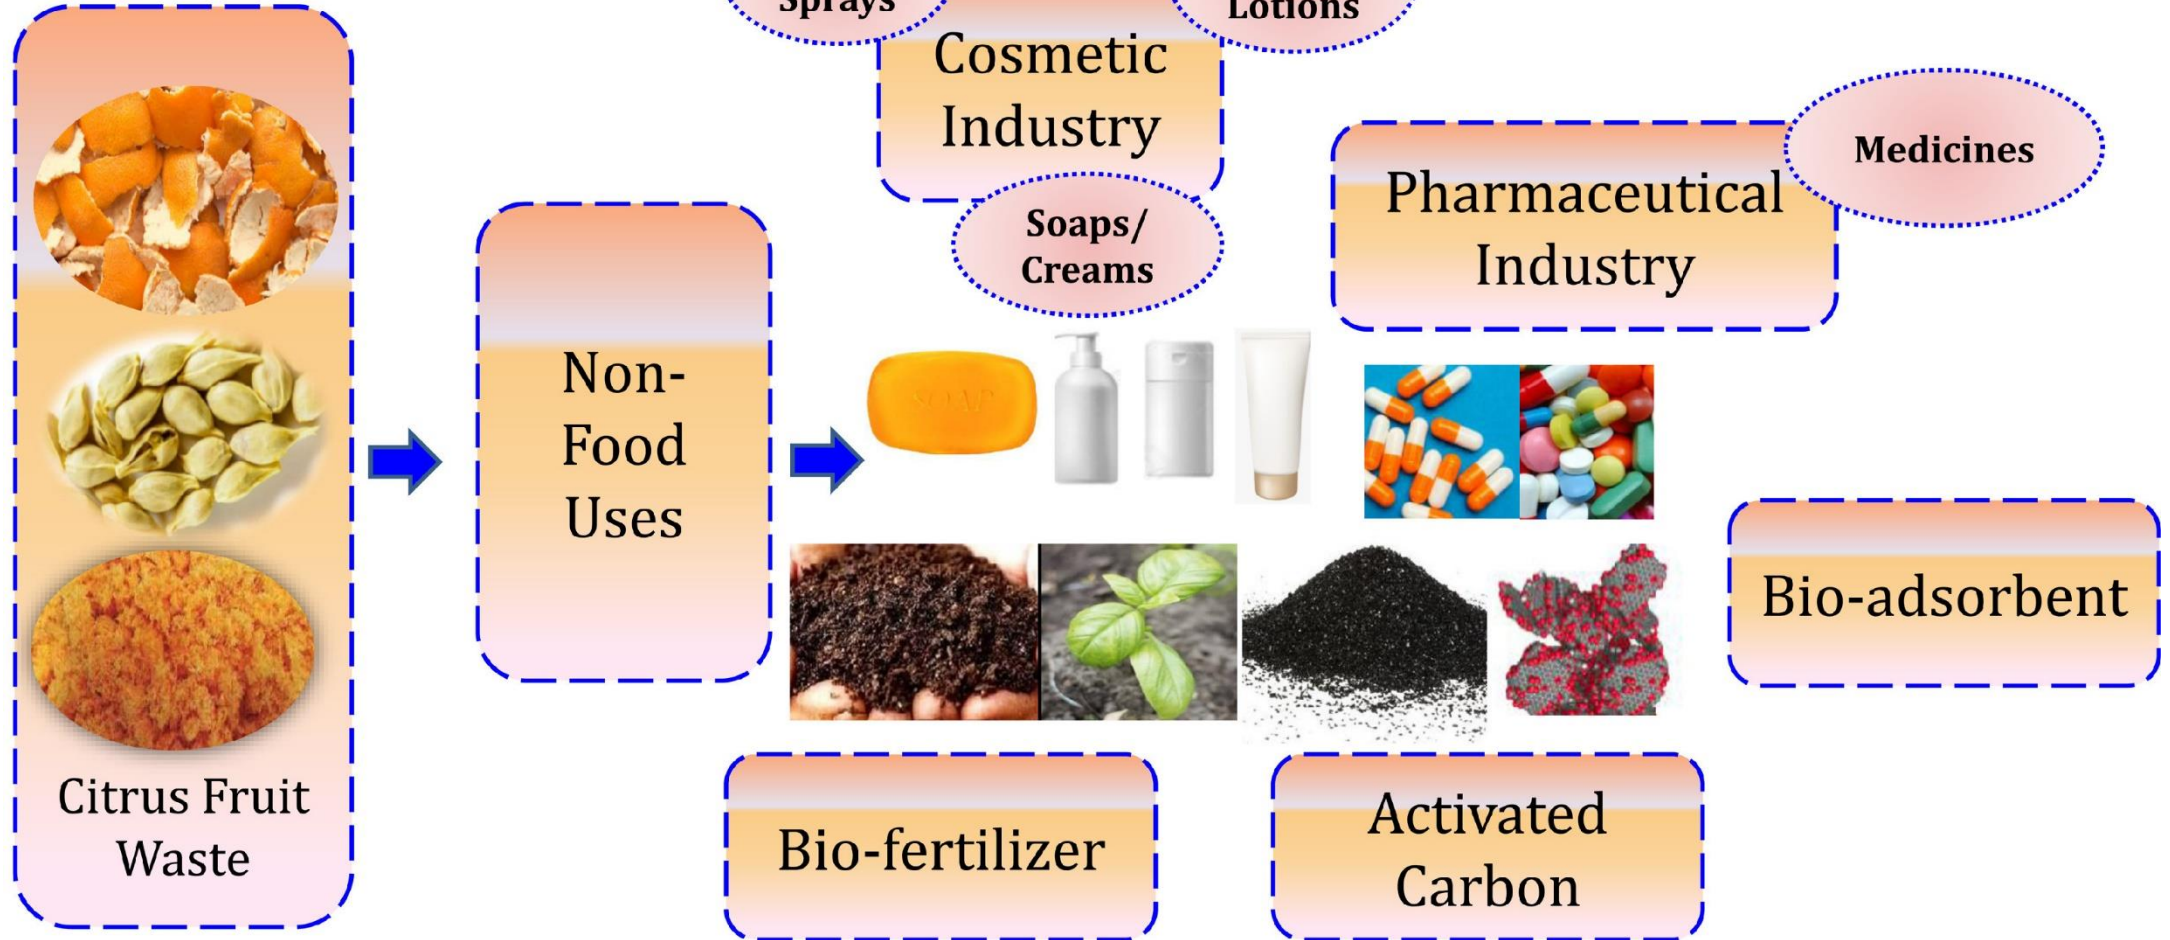 Sprays
Lotions
Cosmetic
Industry
Soaps/
Creams
Medicines
Pharmaceutical
Industry
Non-
Food
Uses
SOAP
Bio-adsorbent
Citrus Fruit
Waste
Bio-fertilizer
Activated
Carbon